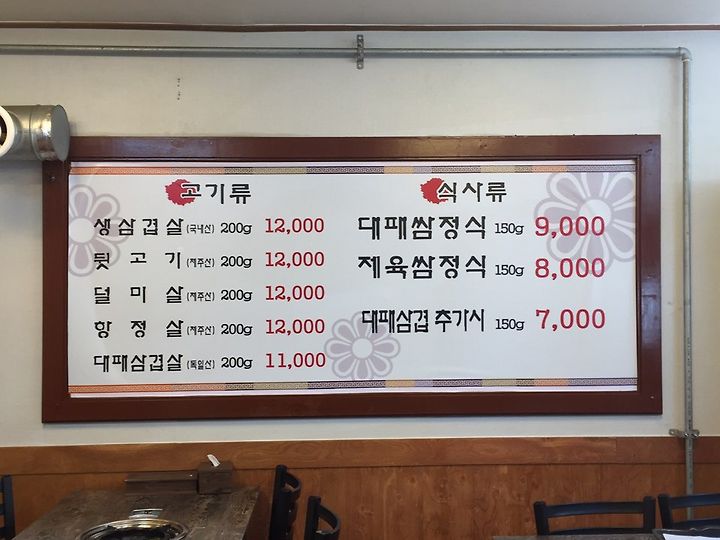 고기류
생삼겹살 (국내산) 200g 12,000
뒷고기 (제주산) 200g 12,000
덜미살 (제주산) 200g 12,000
항정살 (제주산) 200g 12,000
대패삼겹살 (독일산) 200g 11,000
식사류
대패쌈정식 150g 9,000
제육쌈정식 150g 8,000
대패삼겹 추가시 150g 7,000